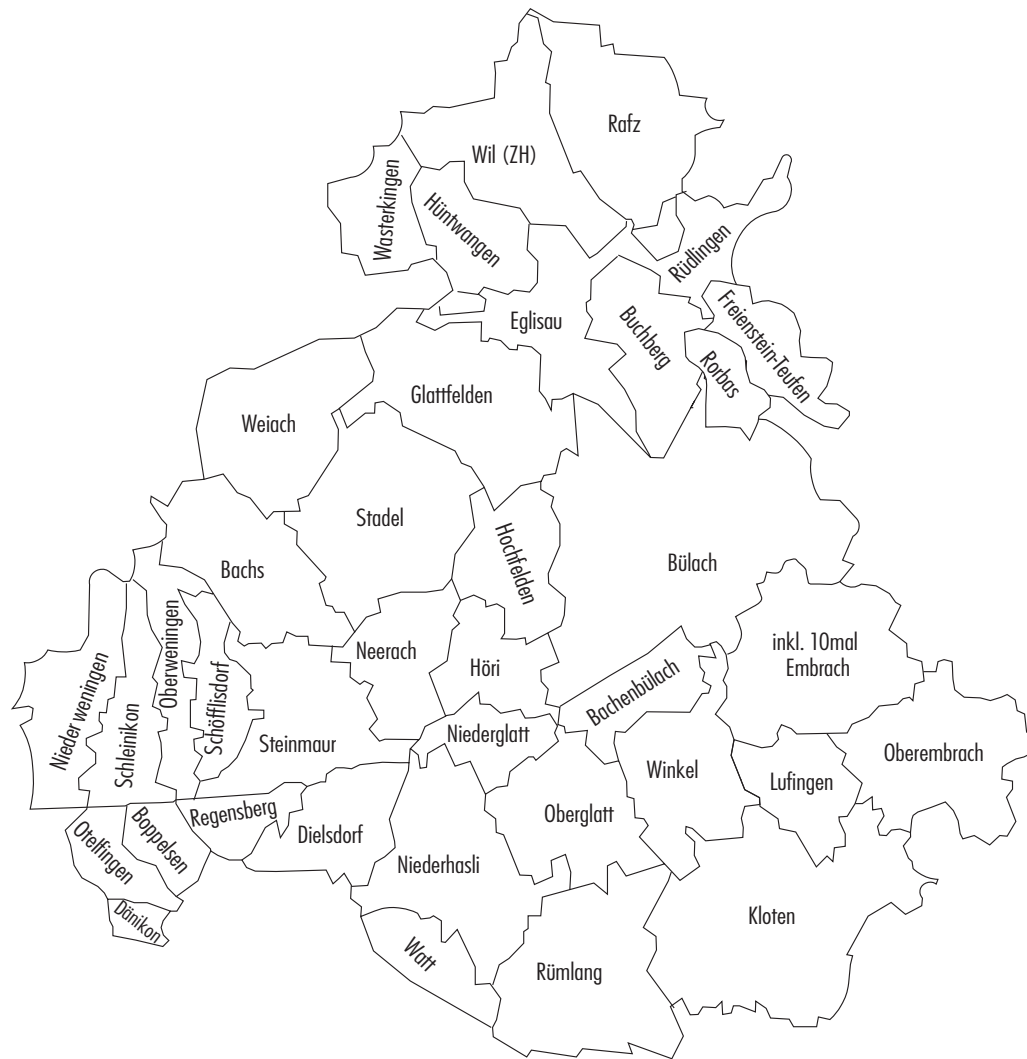 Rafz
Wil (ZH)
Wasterkingen
Hüntwangen
Rüdlingen
Eglisau
Buchberg
Freienstein-Teufen
Rorbas
Glattfelden
Weiach
Stadel
Hochfelden
Bachs
Bülach
Neerach
Höri
inkl. 10mal
Embrach
Nieder weningen
Schleinikon
Oberweningen
Schöfflisdorf
Steinmaur
Bachenbülach
Niederglatt
Winkel
Lufingen
Oberembrach
Regensberg
Dielsdorf
Oberglatt
Boppelsen
Otelfingen
Niederhasli
Dänikon
Kloten
Watt
Rümlang